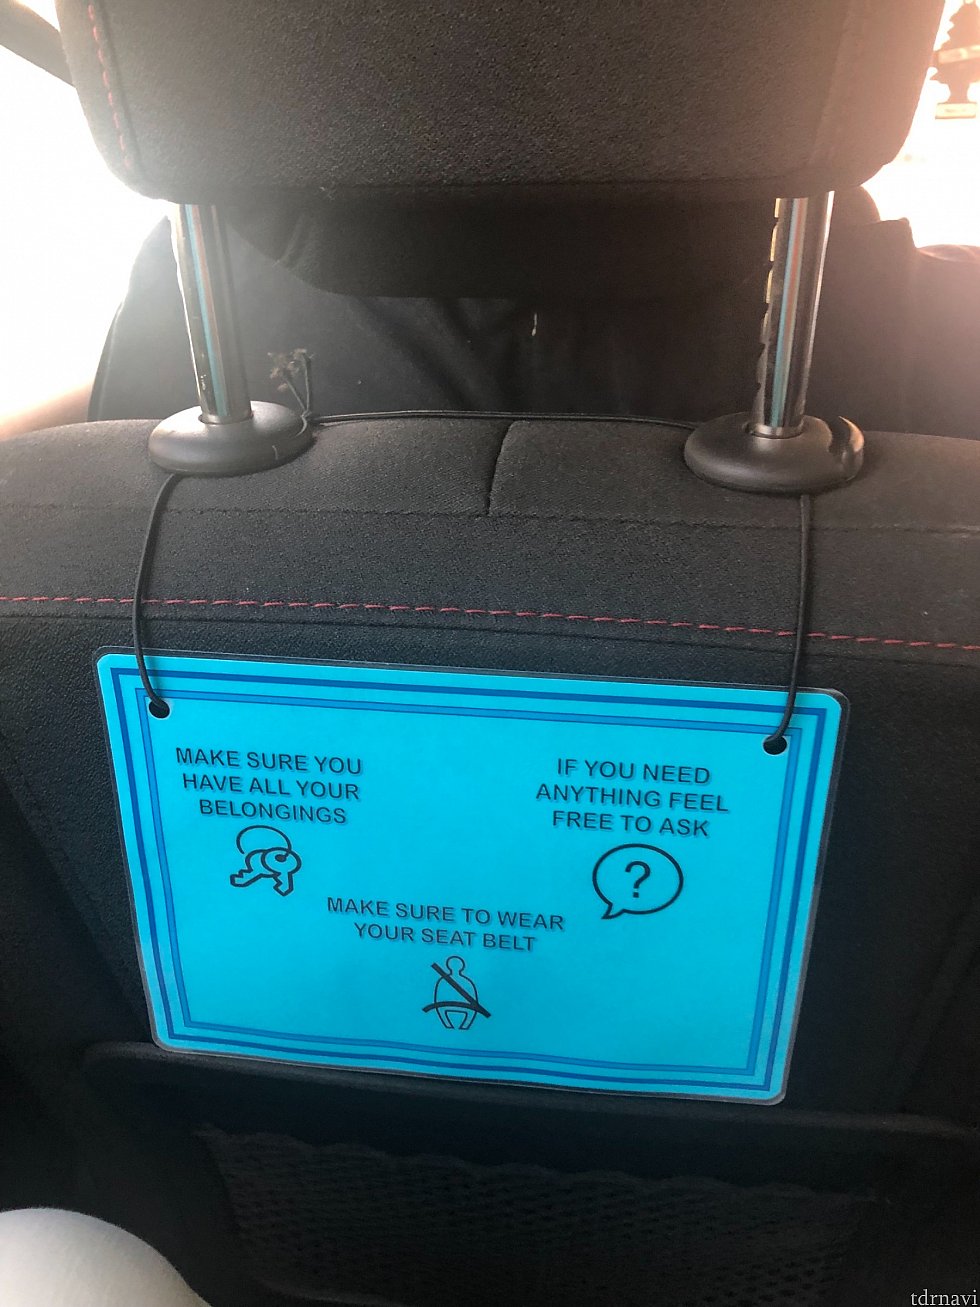 MAKE SURE YOU
HAVE ALL YOUR
BELONGINGS
IF YOU NEED
ANYTHING FEEL
FREE TO ASK
?
MAKE SURE TO WEAR
YOUR SEAT BELT
tdrnavi